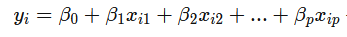 yᵢ = β₀ + β₁xᵢ₁ + β₂xᵢ₂ + ... + βₚxᵢₚ